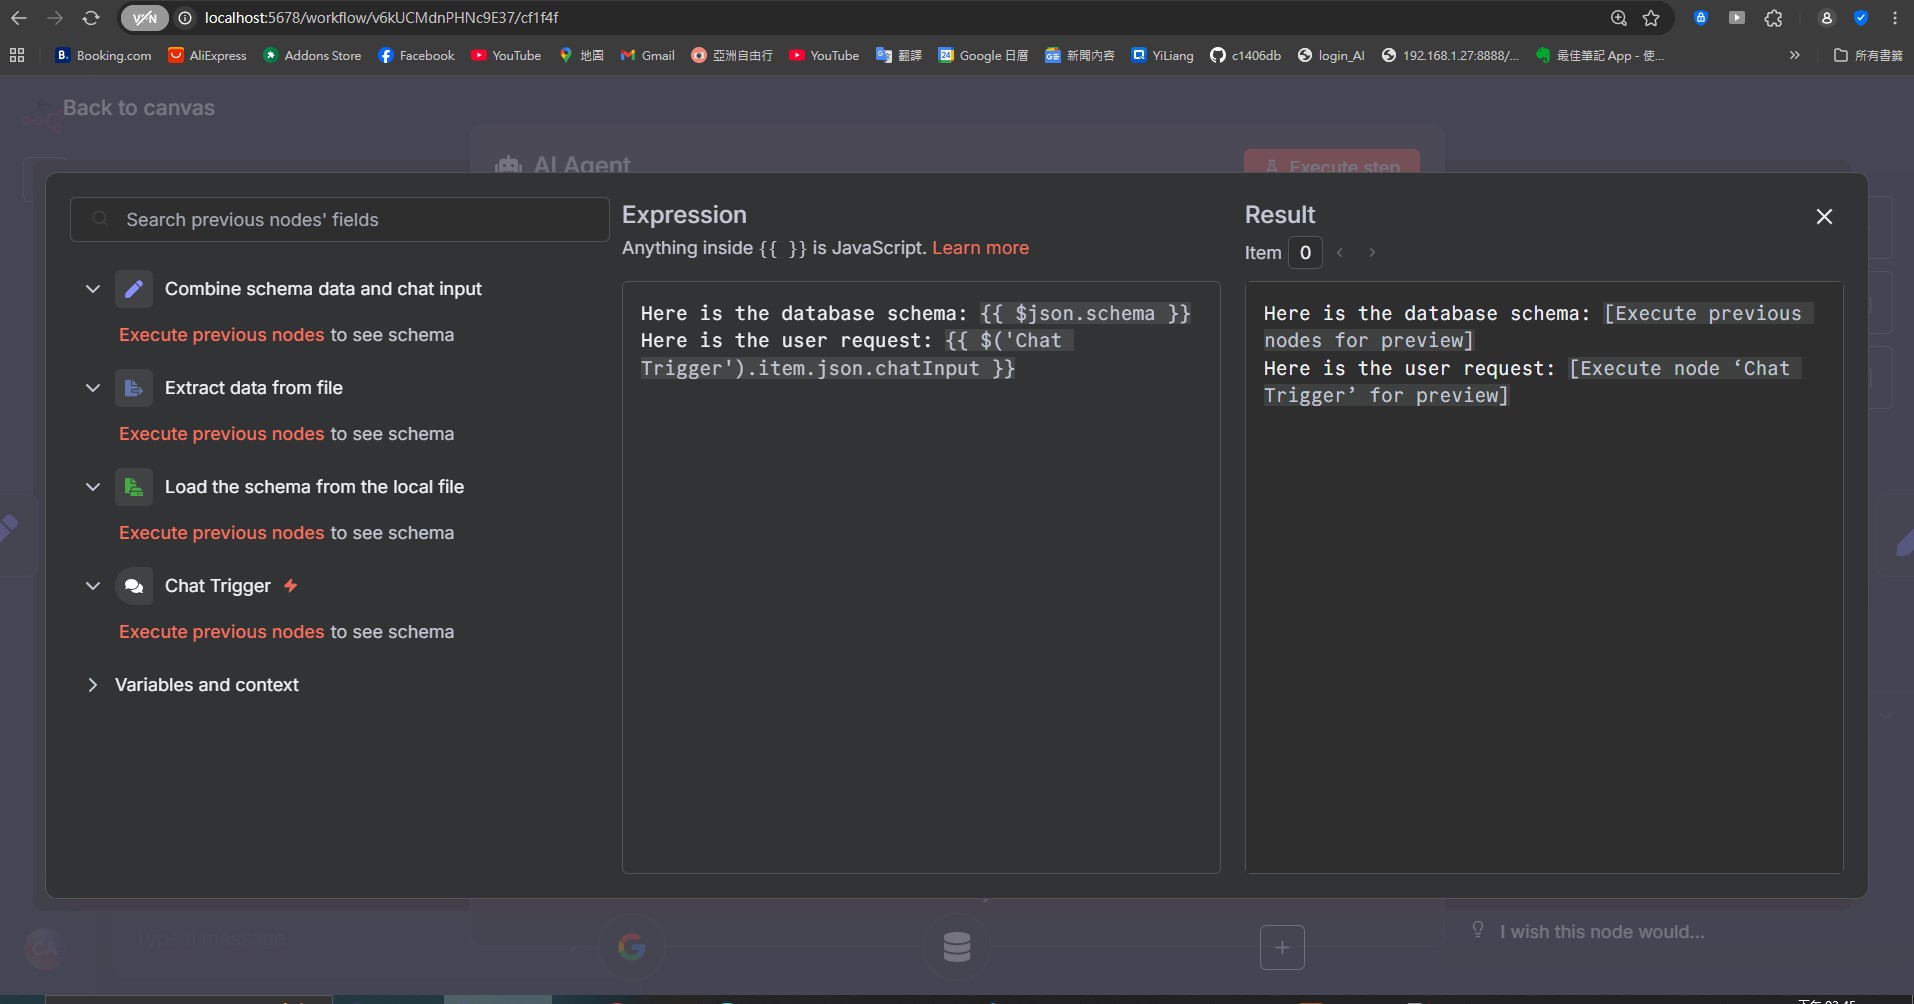 localhost:5678/workflow/v6kUCMdnPHNc9E37/cf1f4f
Booking.com AliExpress Addons Store Facebook YouTube 地圖 Gmail 亞洲自由行 YouTube 翻譯 Google 日曆 新聞內容 YiLiang c1406db login_AI 192.168.1.27:8888/... 最佳筆記 App - 使... » 所有書籤
Back to canvas
AI Agent
Execute step
Search previous nodes' fields
Combine schema data and chat input
Execute previous nodes to see schema
Extract data from file
Execute previous nodes to see schema
Load the schema from the local file
Execute previous nodes to see schema
Chat Trigger
Execute previous nodes to see schema
Variables and context
Expression
Anything inside {{ }} is JavaScript. Learn more
Here is the database schema: {{ $json.schema }}
Here is the user request: {{ $('Chat
Trigger').item.json.chatInput }}
Result
Item 0
Here is the database schema: [Execute previous
nodes for preview]
Here is the user request: [Execute node ‘Chat
Trigger’ for preview]
CA
Type a message
I wish this node would...